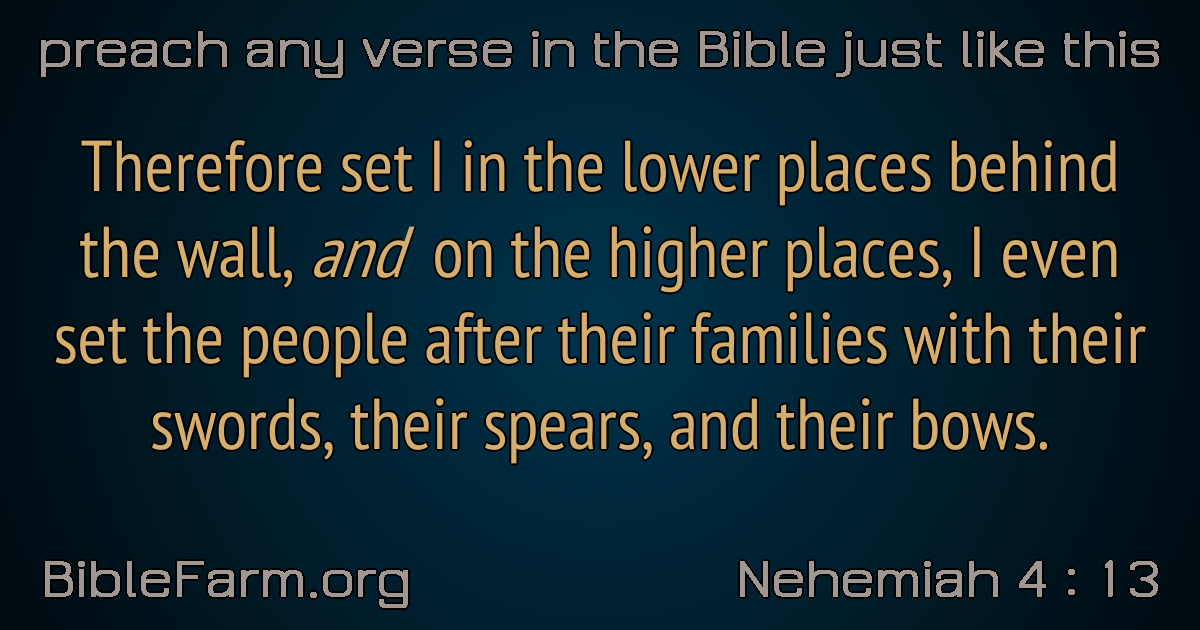 preach any verse in the Bible just like this
Therefore set I in the lower places behind
the wall, and on the higher places, I even
set the people after their families with their
swords, their spears, and their bows.
BibleFarm.org
Nehemiah 4 : 13